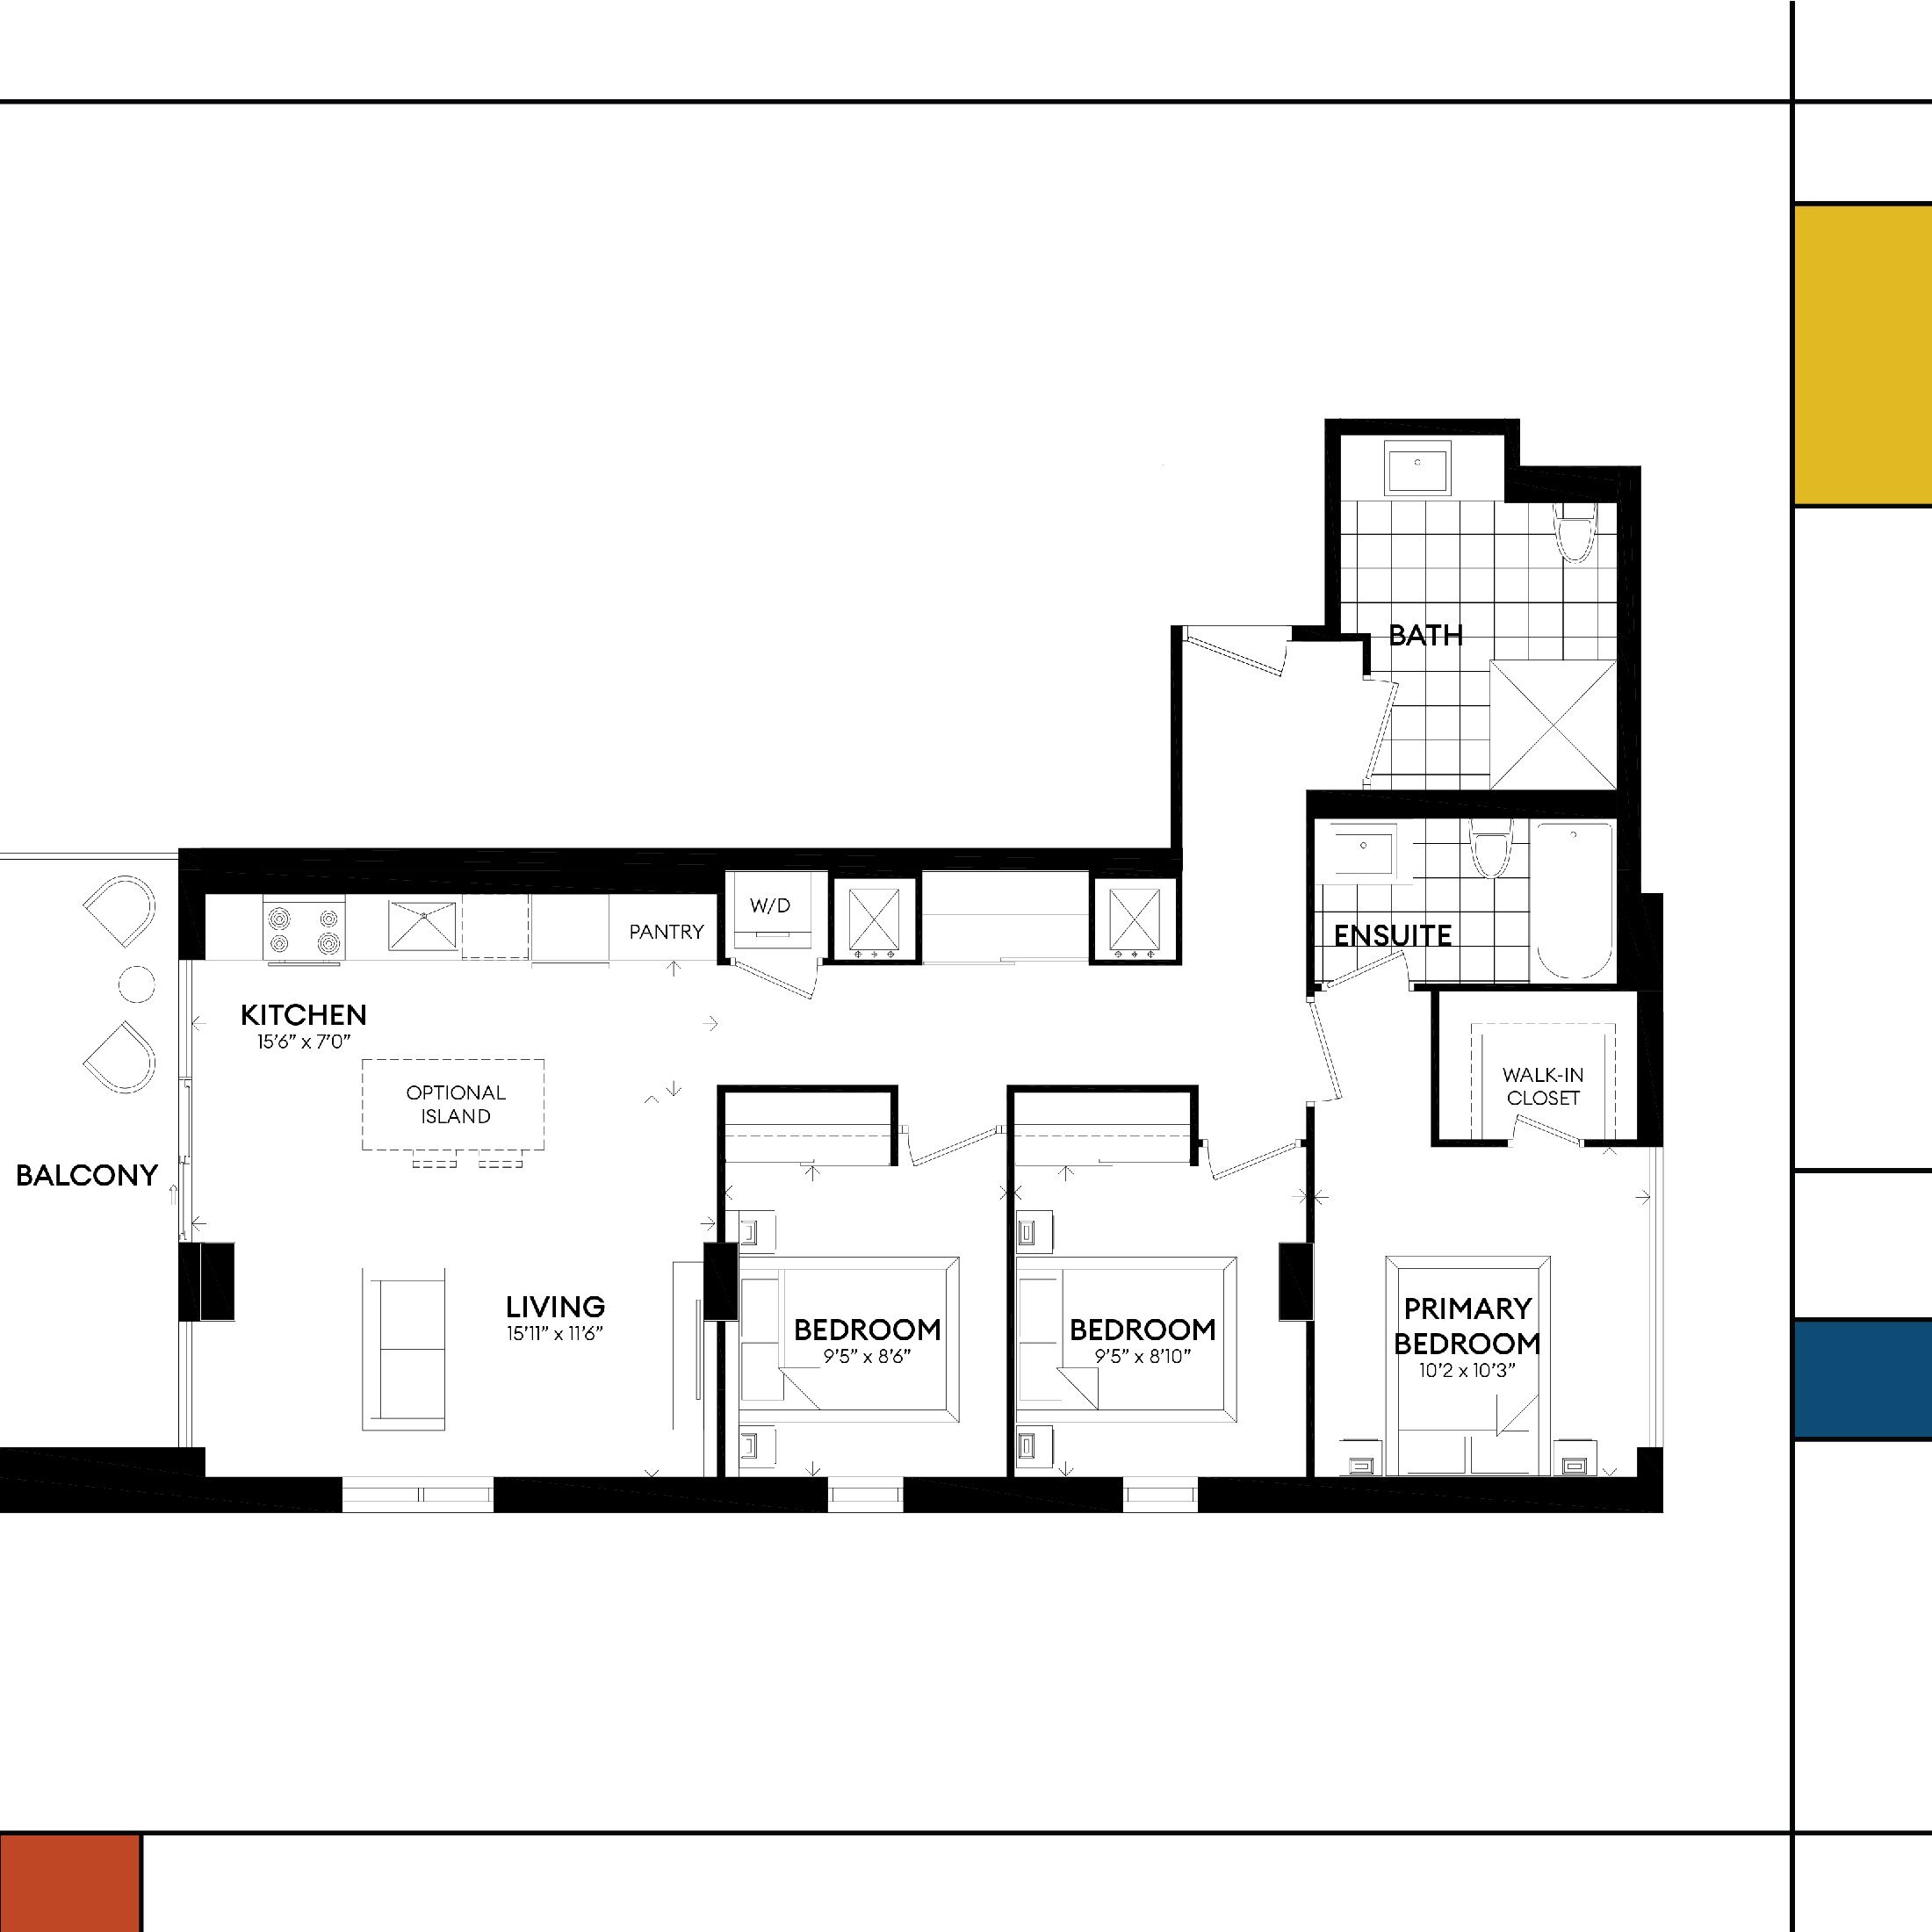 BATH
W/D
PANTRY
ENSUITE
KITCHEN
15'6” x 7'0”
OPTIONAL
ISLAND
WALK-IN
CLOSET
BALCONY
LIVING
15'11” x 11'6”
BEDROOM
9'5” x 8'6”
BEDROOM
9'5” x 8'10”
PRIMARY
BEDROOM
10'2 x 10'3”